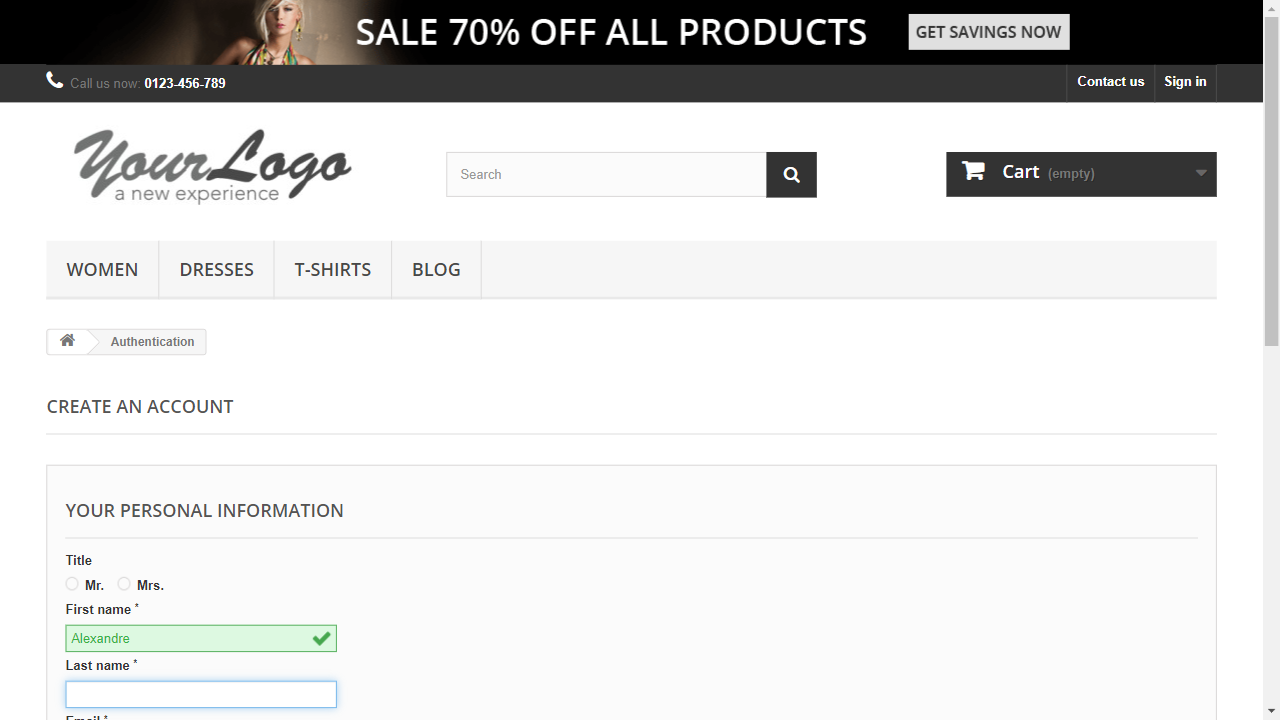 SALE 70% OFF ALL PRODUCTS GET SAVINGS NOW
Call us now: 0123-456-789 Contact us Sign in
YourLogo
a new experience
Search
Cart (empty)
WOMEN DRESSES T-SHIRTS BLOG
Authentication
CREATE AN ACCOUNT
YOUR PERSONAL INFORMATION
Title
Mr. Mrs.
First name *
Alexandre
Last name *
Email *